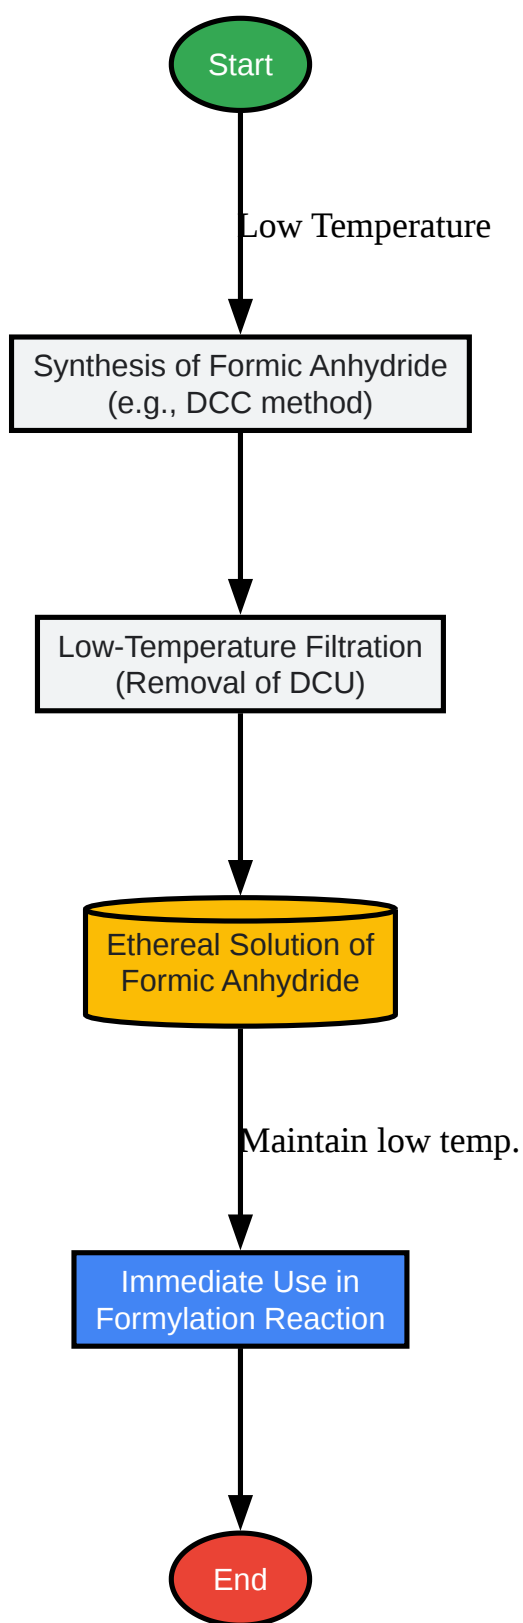 Start
Low Temperature
Synthesis of Formic Anhydride
(e.g., DCC method)
Low-Temperature Filtration
(Removal of DCU)
Ethereal Solution of
Formic Anhydride
Maintain low temp.
Immediate Use in
Formylation Reaction
End